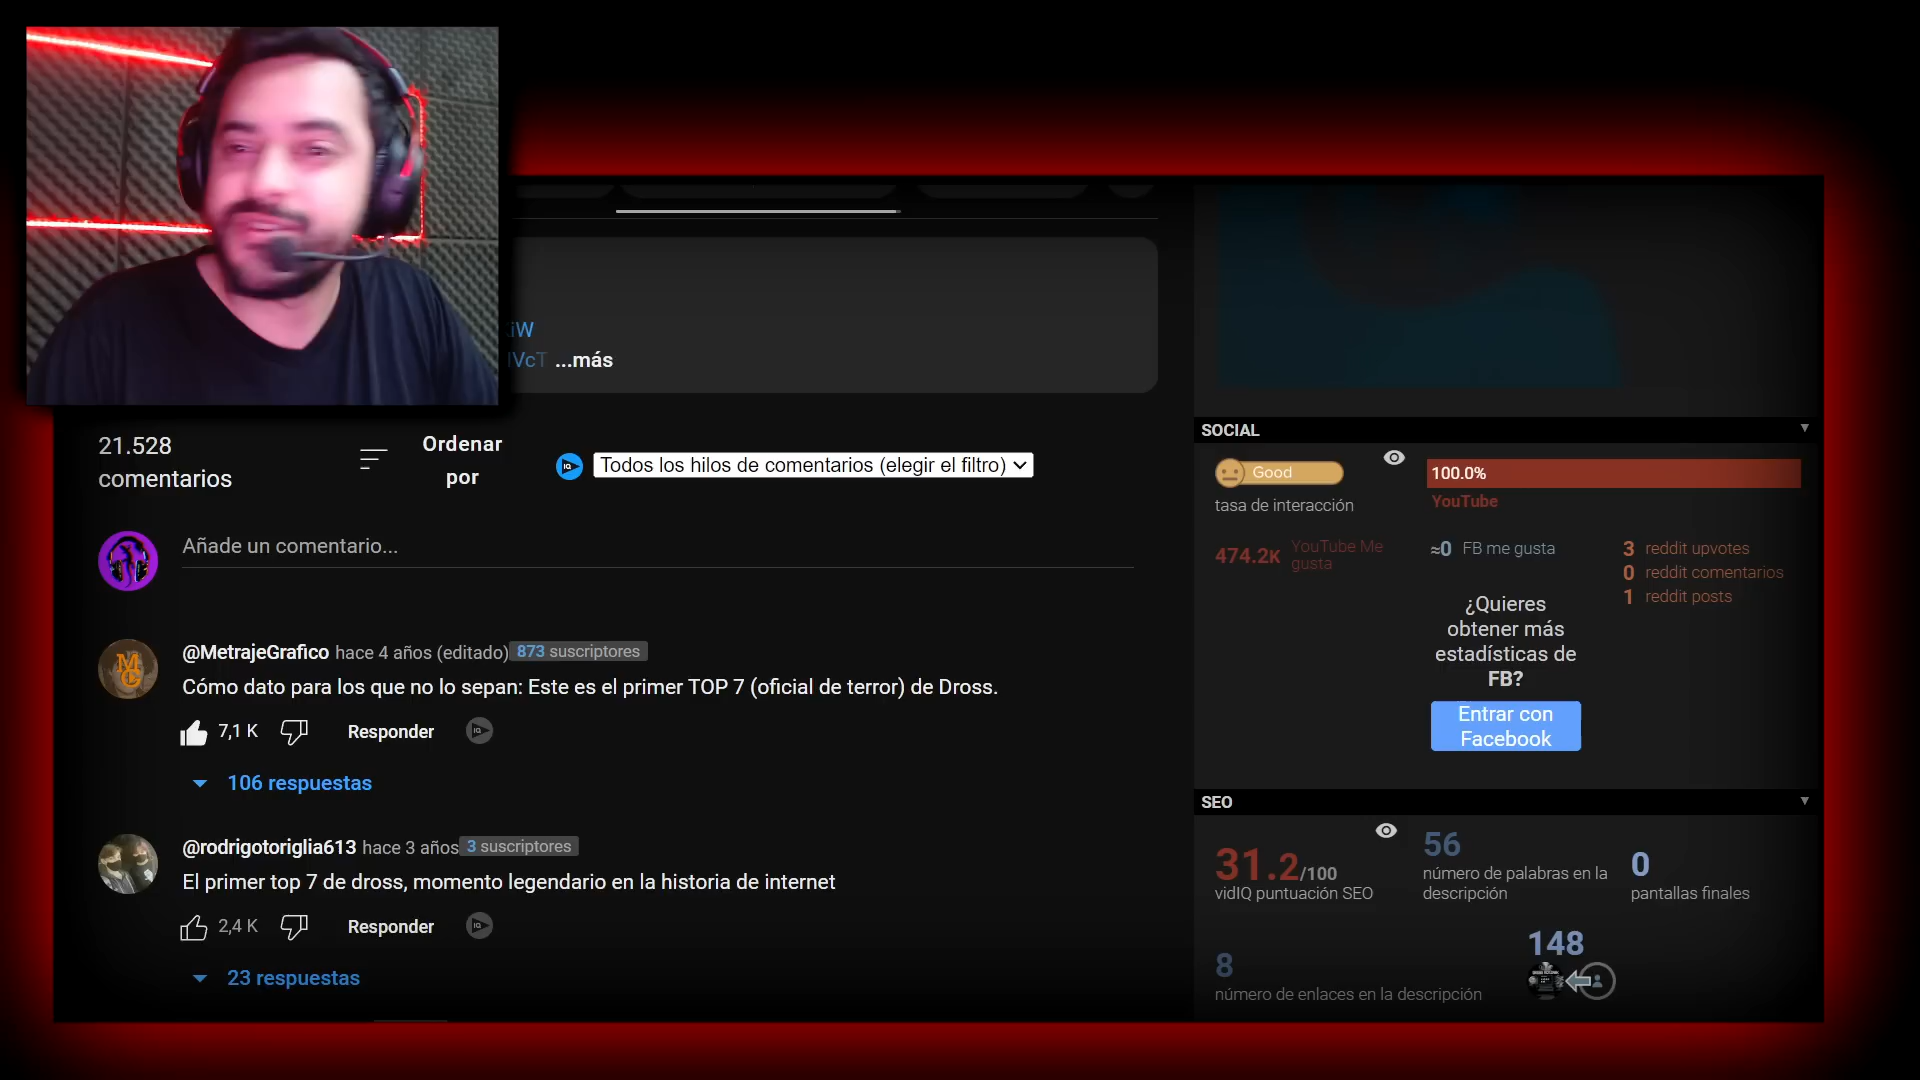 iW
IVcT ...más
21.528
comentarios
Ordenar
por
Todos los hilos de comentarios (elegir el filtro)
Añade un comentario...
@MetrajeGrafico hace 4 años (editado) 873 suscriptores
Cómo dato para los que no lo sepan: Este es el primer TOP 7 (oficial de terror) de Dross.
7,1 K
Responder
106 respuestas
@rodrigotoriglia613 hace 3 años 3 suscriptores
El primer top 7 de dross, momento legendario en la historia de internet
2,4 K
Responder
23 respuestas
SOCIAL
Good
tasa de interacción
100.0%
YouTube
474.2K YouTube Me
gusta
≈0 FB me gusta
3 reddit upvotes
0 reddit comentarios
1 reddit posts
¿Quieres
obtener más
estadísticas de
FB?
Entrar con
Facebook
SEO
31.2/100
vidIQ puntuación SEO
56
número de palabras en la
descripción
0
pantallas finales
8
número de enlaces en la descripción
148